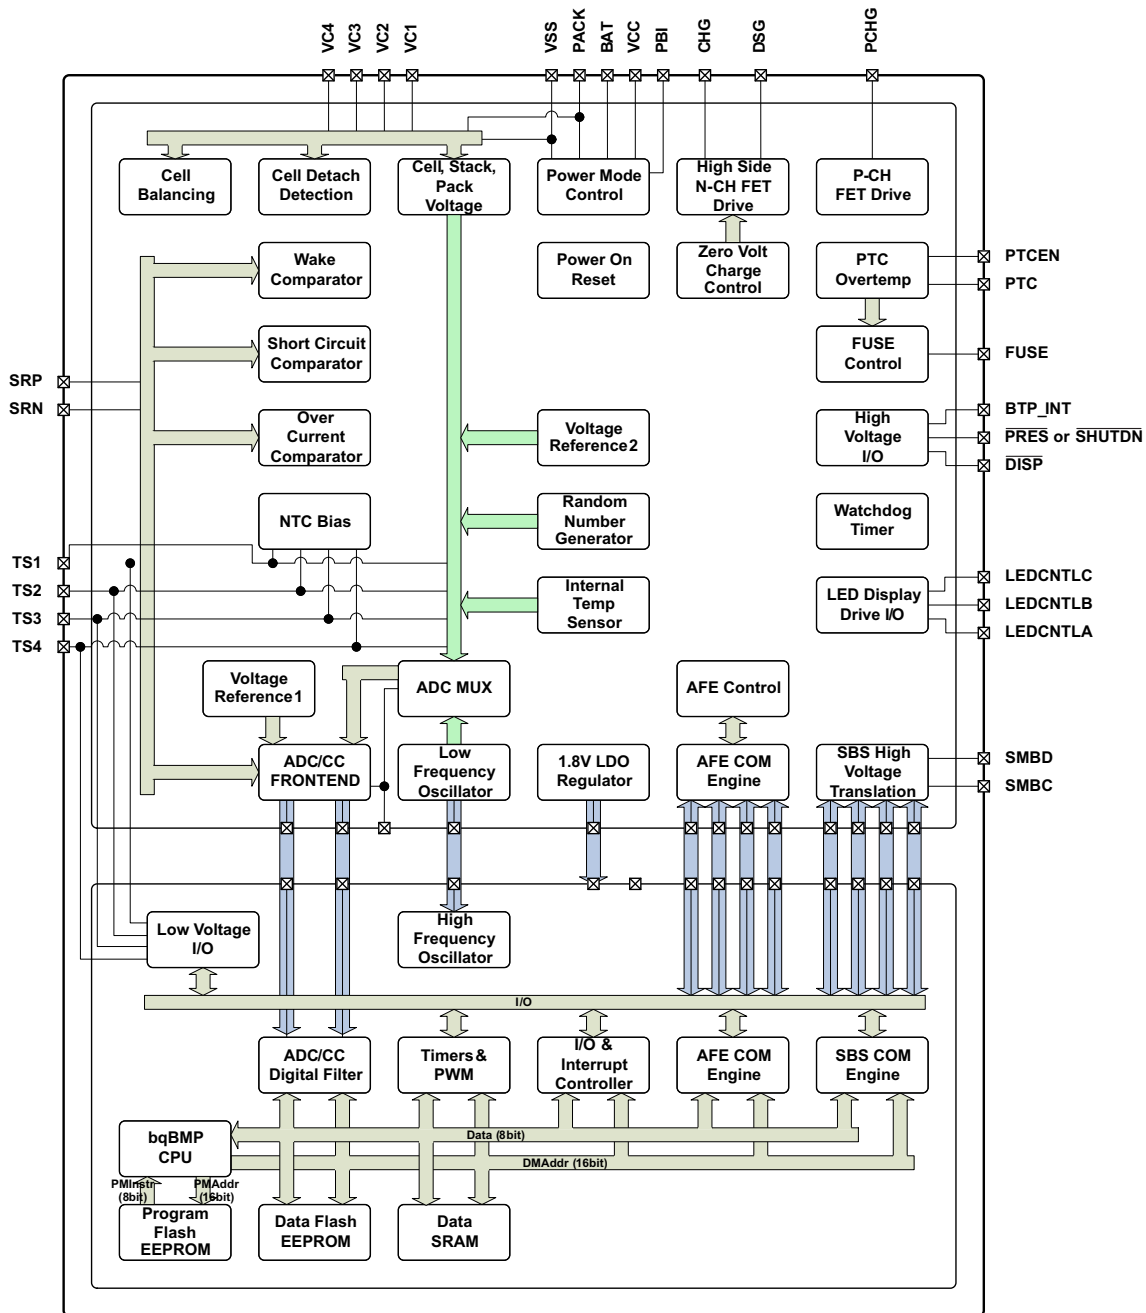 VC4
VC3
VC2
VC1
VSS
PACK
BAT
VCC
PBI
CHG
DSG
PCHG
Cell
Balancing
Cell Detach
Detection
Cell, Stack,
Pack
Voltage
Power Mode
Control
High Side
N-CH FET
Drive
P-CH
FET Drive
Wake
Comparator
Power On
Reset
Zero Volt
Charge
Control
PTC
Overtemp
PTCEN
PTC
Short Circuit
Comparator
FUSE
Control
FUSE
SRP
SRN
Over
Current
Comparator
Voltage
Reference2
High
Voltage
I/O
BTP_INT
PRES or SHUTDN
DISP
NTC Bias
Random
Number
Generator
Watchdog
Timer
TS1
TS2
TS3
TS4
Internal
Temp
Sensor
LED Display
Drive I/O
LEDCNTLC
LEDCNTLB
LEDCNTLA
Voltage
Reference1
ADC MUX
AFE Control
ADC/CC
FRONTEND
Low
Frequency
Oscillator
1.8V LDO
Regulator
AFE COM
Engine
SBS High
Voltage
Translation
SMBD
SMBC
Low Voltage
I/O
High
Frequency
Oscillator
I/O
ADC/CC
Digital Filter
Timers&
PWM
I/O &
Interrupt
Controller
AFE COM
Engine
SBS COM
Engine
bqBMP
CPU
Data (8bit)
DMAddr (16bit)
PMInstr
(8bit)
PMAddr
(16bit)
Program
Flash
EEPROM
Data Flash
EEPROM
Data
SRAM